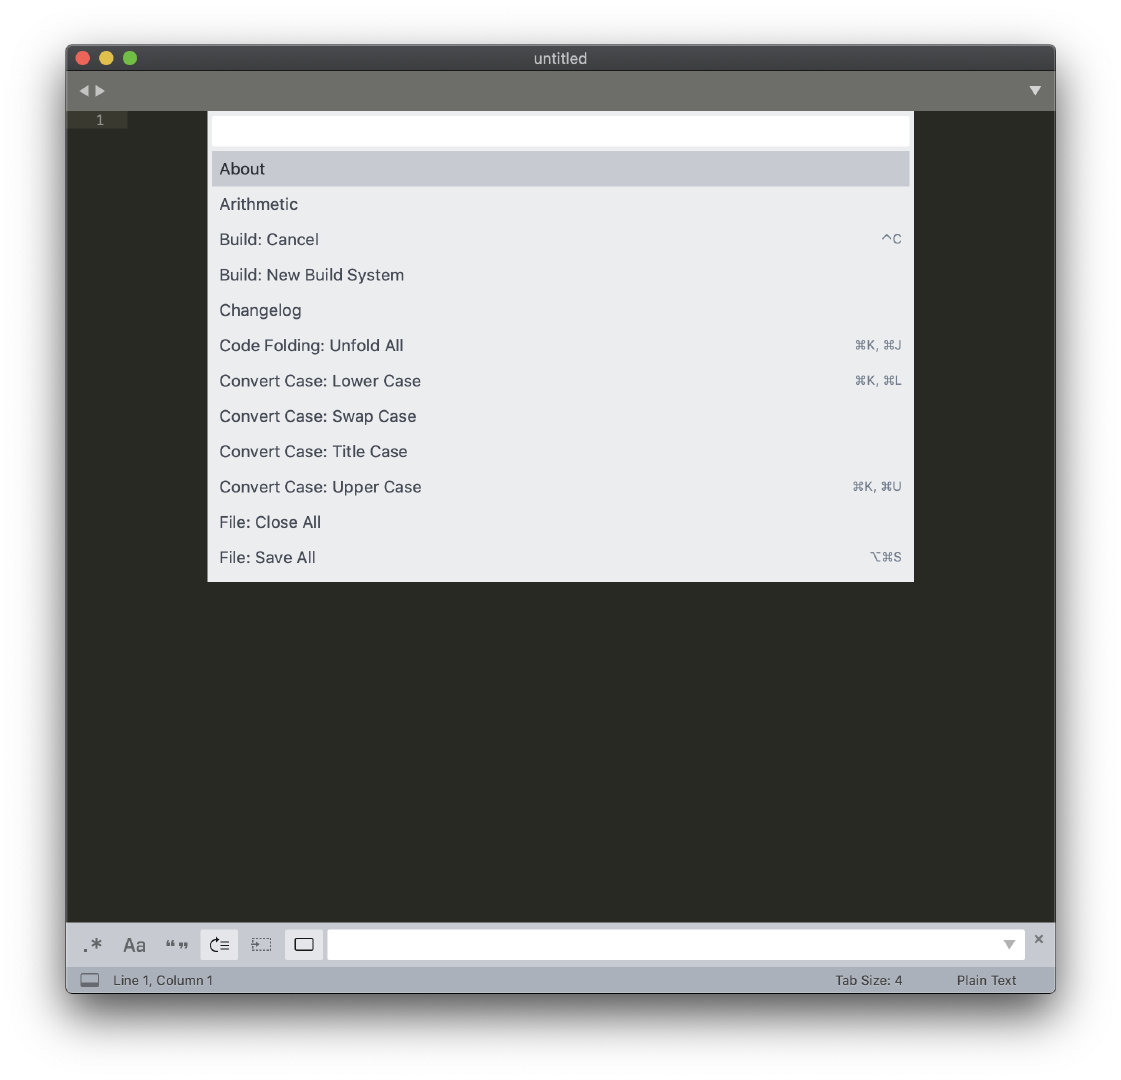 untitled
1
About
Arithmetic
Build: Cancel ^C
Build: New Build System
Changelog
Code Folding: Unfold All ⌘K, ⌘J
Convert Case: Lower Case ⌘K, ⌘L
Convert Case: Swap Case
Convert Case: Title Case
Convert Case: Upper Case ⌘K, ⌘U
File: Close All
File: Save All ⌥⌘S
.* Aa “”
Line 1, Column 1 Tab Size: 4 Plain Text